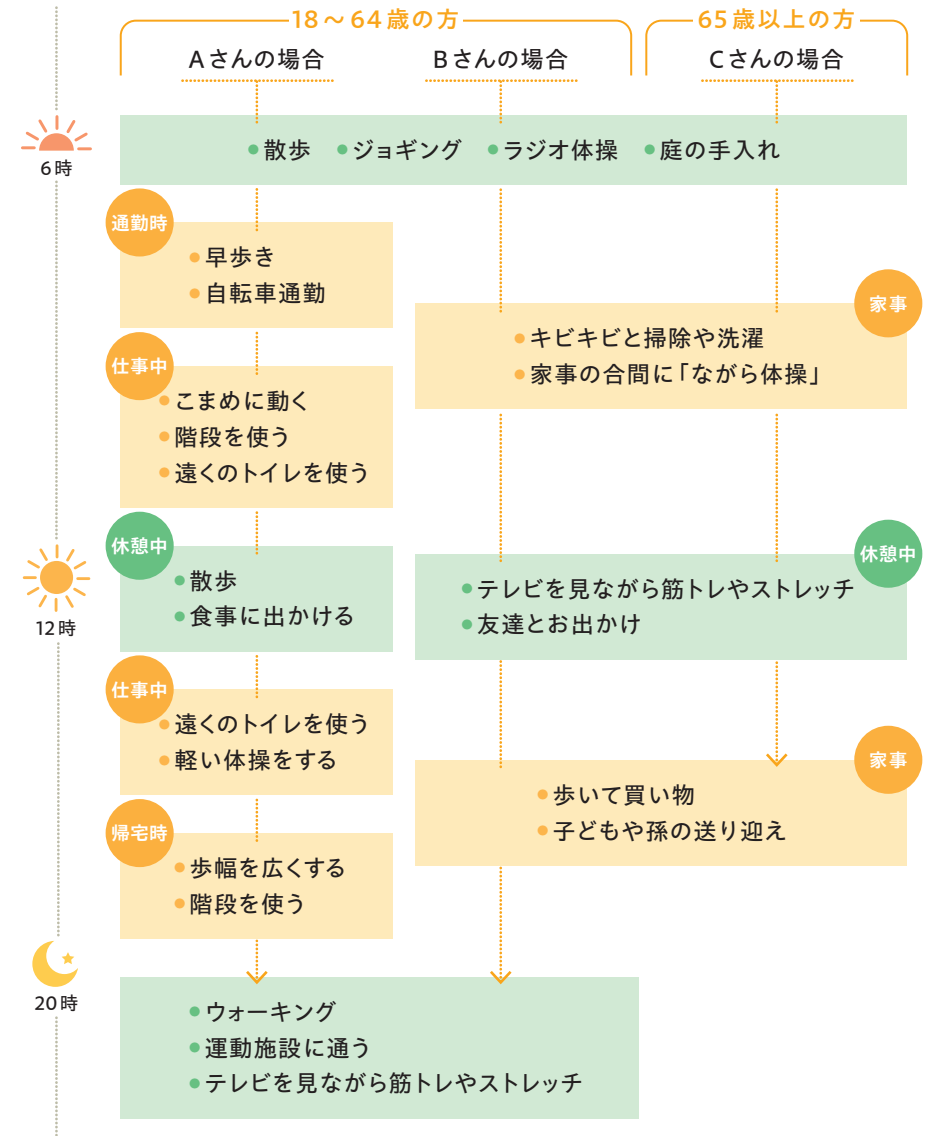 18～64歳の方
65歳以上の方
Aさんの場合
Bさんの場合
Cさんの場合
6時
●散歩 ●ジョギング ●ラジオ体操 ●庭の手入れ
通勤時
●早歩き
●自転車通勤
家事
●キビキビと掃除や洗濯
●家事の合間に「ながら体操」
仕事中
●こまめに動く
●階段を使う
●遠くのトイレを使う
12時
休憩中
●散歩
●食事に出かける
休憩中
●テレビを見ながら筋トレやストレッチ
●友達とお出かけ
仕事中
●遠くのトイレを使う
●軽い体操をする
家事
●歩いて買い物
●子どもや孫の送り迎え
帰宅時
●歩幅を広くする
●階段を使う
20時
●ウォーキング
●運動施設に通う
●テレビを見ながら筋トレやストレッチ